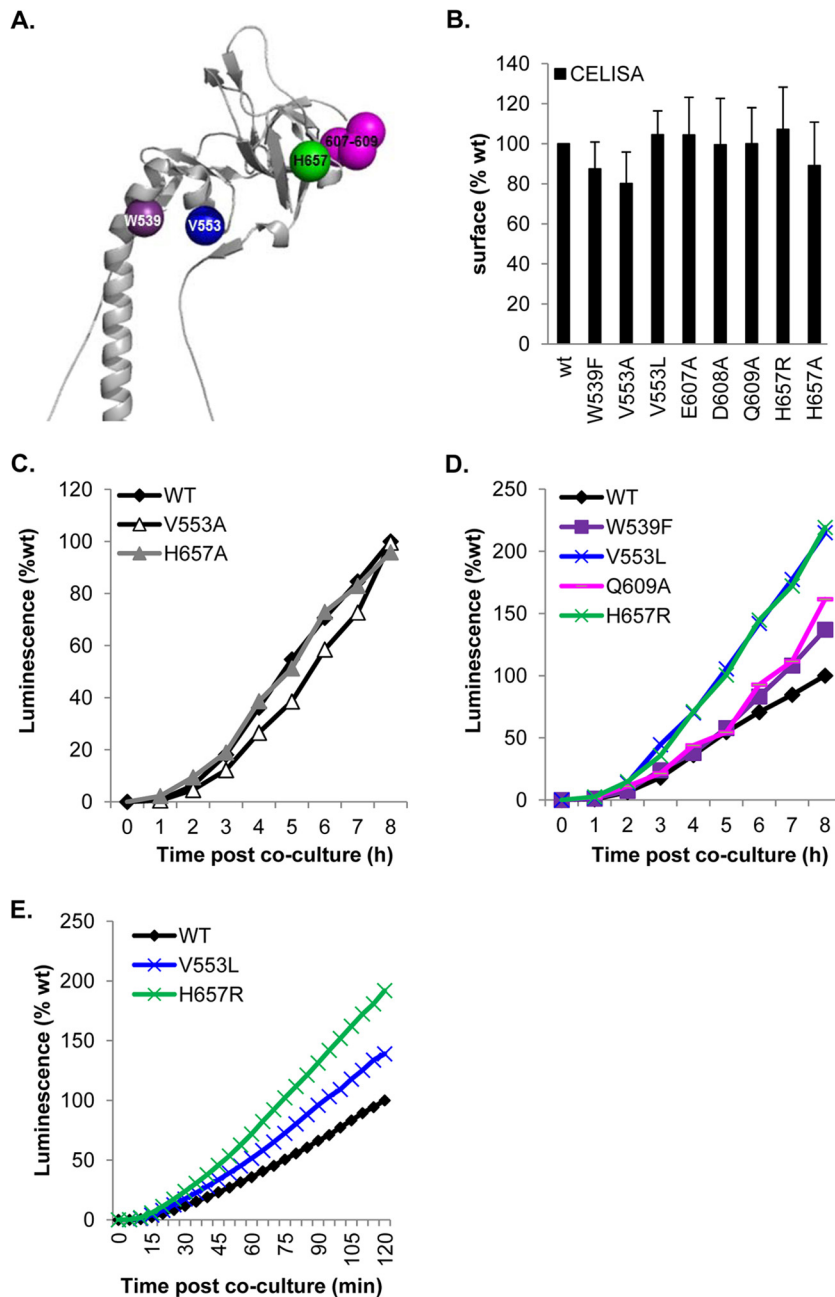 A.
W539
V553
H657
607-609
B.
CELISA
surface (% wt)
140
120
100
80
60
40
20
0
wt
W539F
V553A
V553L
E607A
D608A
Q609A
H657R
H657A
C.
WT
V553A
H657A
Luminescence (%wt)
120
100
80
60
40
20
0
0 1 2 3 4 5 6 7 8
Time post co-culture (h)
D.
WT
W539F
V553L
Q609A
H657R
Luminescence (%wt)
250
200
150
100
50
0
0 1 2 3 4 5 6 7 8
Time post co-culture (h)
E.
WT
V553L
H657R
Luminescence (% wt)
250
200
150
100
50
0
0 15 30 45 60 75 90 105 120
Time post co-culture (min)